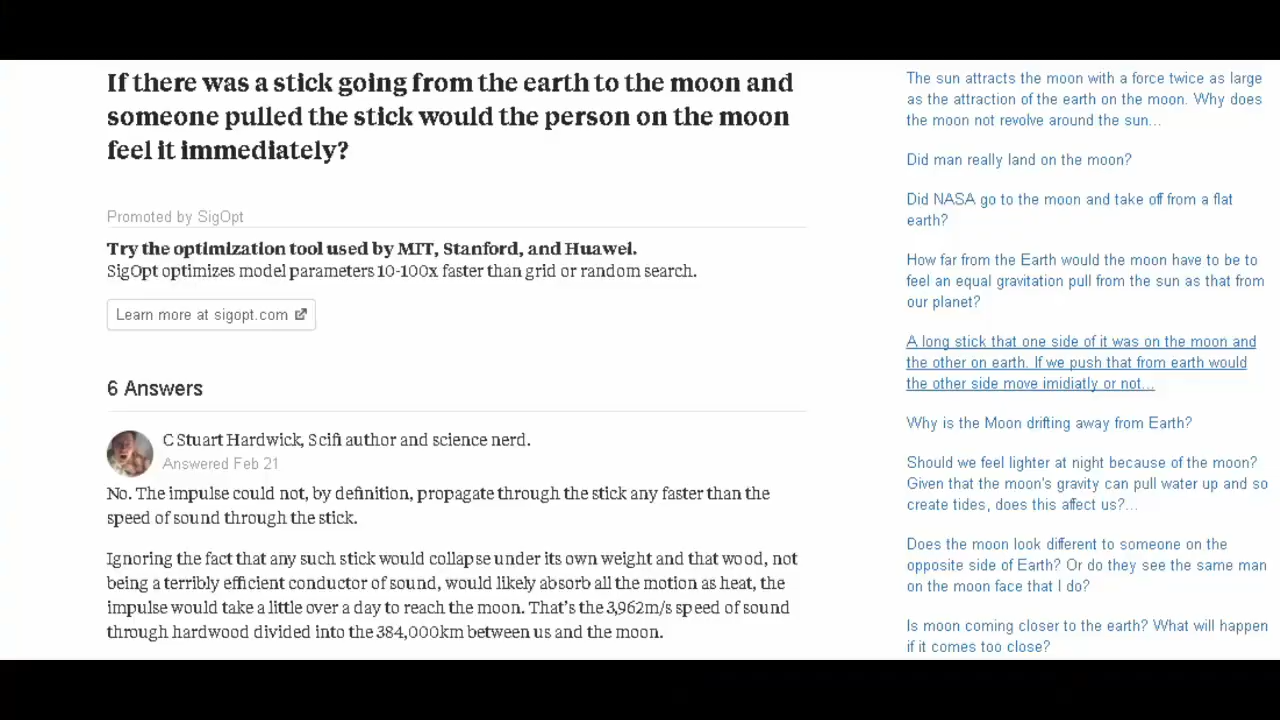 If there was a stick going from the earth to the moon and
someone pulled the stick would the person on the moon
feel it immediately?
Promoted by SigOpt
Try the optimization tool used by MIT, Stanford, and Huawei.
SigOpt optimizes model parameters 10-100x faster than grid or random search.
Learn more at sigopt.com
6 Answers
C Stuart Hardwick, Scifi author and science nerd.
Answered Feb 21
No. The impulse could not, by definition, propagate through the stick any faster than the
speed of sound through the stick.
Ignoring the fact that any such stick would collapse under its own weight and that wood, not
being a terribly efficient conductor of sound, would likely absorb all the motion as heat, the
impulse would take a little over a day to reach the moon. That's the 3,962m/s speed of sound
through hardwood divided into the 384,000km between us and the moon.
The sun attracts the moon with a force twice as large
as the attraction of the earth on the moon. Why does
the moon not revolve around the sun...
Did man really land on the moon?
Did NASA go to the moon and take off from a flat
earth?
How far from the Earth would the moon have to be to
feel an equal gravitation pull from the sun as that from
our planet?
A long stick that one side of it was on the moon and
the other on earth. If we push that from earth would
the other side move imidiatly or not...
Why is the Moon drifting away from Earth?
Should we feel lighter at night because of the moon?
Given that the moon's gravity can pull water up and so
create tides, does this affect us?...
Does the moon look different to someone on the
opposite side of Earth? Or do they see the same man
on the moon face that I do?
Is moon coming closer to the earth? What will happen
if it comes too close?